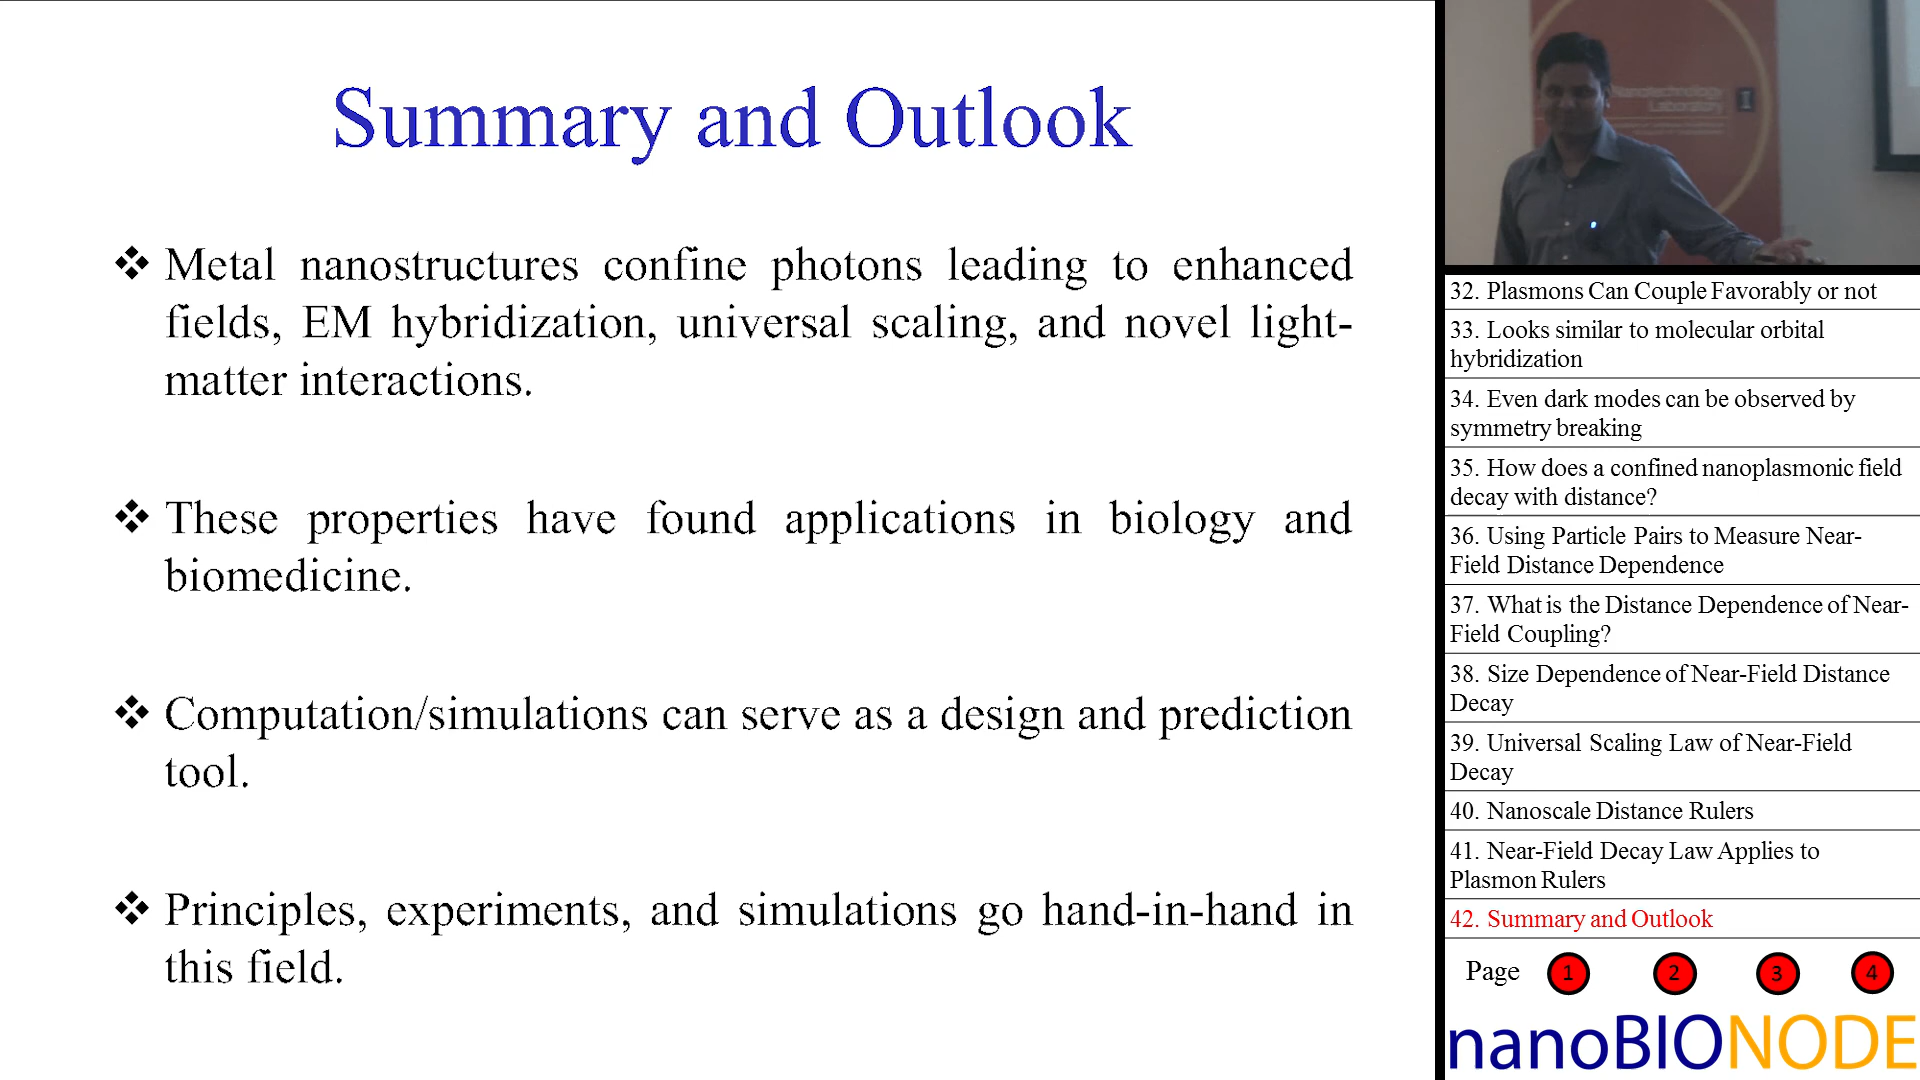 Summary and Outlook
❖ Metal nanostructures confine photons leading to enhanced
fields, EM hybridization, universal scaling, and novel light-
matter interactions.
❖ These properties have found applications in biology and
biomedicine.
❖ Computation/simulations can serve as a design and prediction
tool.
❖ Principles, experiments, and simulations go hand-in-hand in
this field.
Nanotechnology
Laboratory
I
32. Plasmons Can Couple Favorably or not
33. Looks similar to molecular orbital
hybridization
34. Even dark modes can be observed by
symmetry breaking
35. How does a confined nanoplasmonic field
decay with distance?
36. Using Particle Pairs to Measure Near-
Field Distance Dependence
37. What is the Distance Dependence of Near-
Field Coupling?
38. Size Dependence of Near-Field Distance
Decay
39. Universal Scaling Law of Near-Field
Decay
40. Nanoscale Distance Rulers
41. Near-Field Decay Law Applies to
Plasmon Rulers
42. Summary and Outlook
Page 1 2 3 4
nanoBIONODE